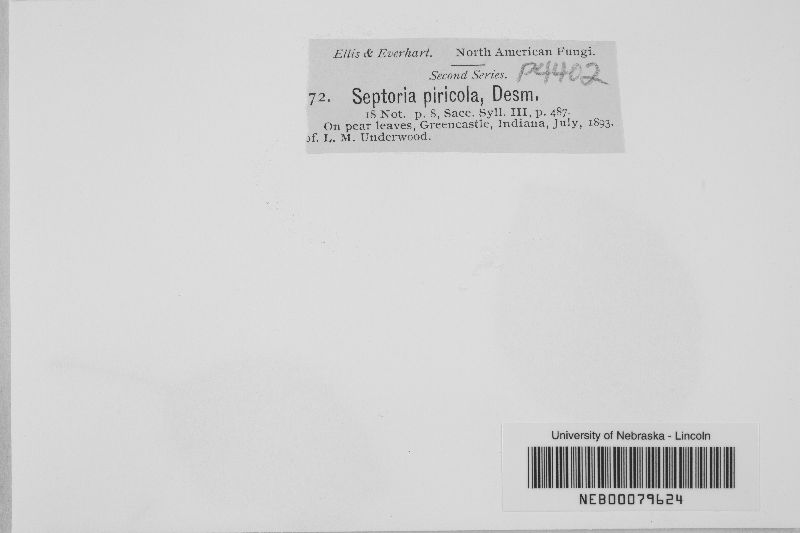 Ellis & Everhart. North American Fungi.
Second Series. P4402
72. Septoria piricola, Desm.
18 Not. p. 8, Sacc. Syll. III, p. 487.
On pear leaves, Greencastle, Indiana, July, 1893.
of. L. M. Underwood.
University of Nebraska - Lincoln
NEB00079624